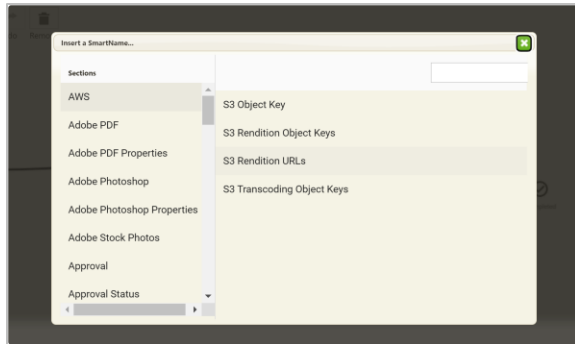 Insert a SmartName...
Sections
AWS
Adobe PDF
Adobe PDF Properties
Adobe Photoshop
Adobe Photoshop Properties
Adobe Stock Photos
Approval
Approval Status
S3 Object Key
S3 Rendition Object Keys
S3 Rendition URLs
S3 Transcoding Object Keys